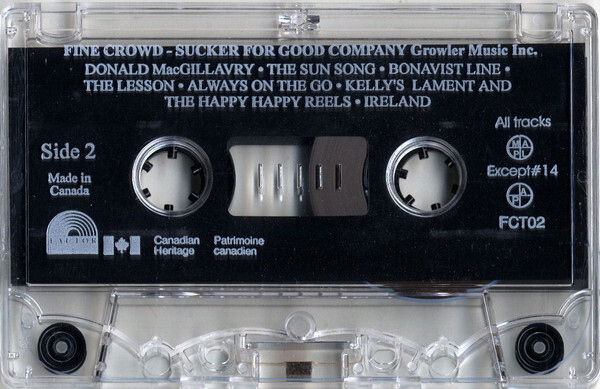 FINE CROWD - SUCKER FOR GOOD COMPANY Growler Music Inc.
DONALD MacGILLAVRY • THE SUN SONG • BONAVIST LINE •
THE LESSON • ALWAYS ON THE GO • KELLY'S LAMENT AND
THE HAPPY HAPPY REELS • IRELAND
All tracks
M A P L
Side 2
Except#14
Made in
Canada
P A A
FCT02
FACTOR
Canadian
Heritage
Patrimoine
canadien